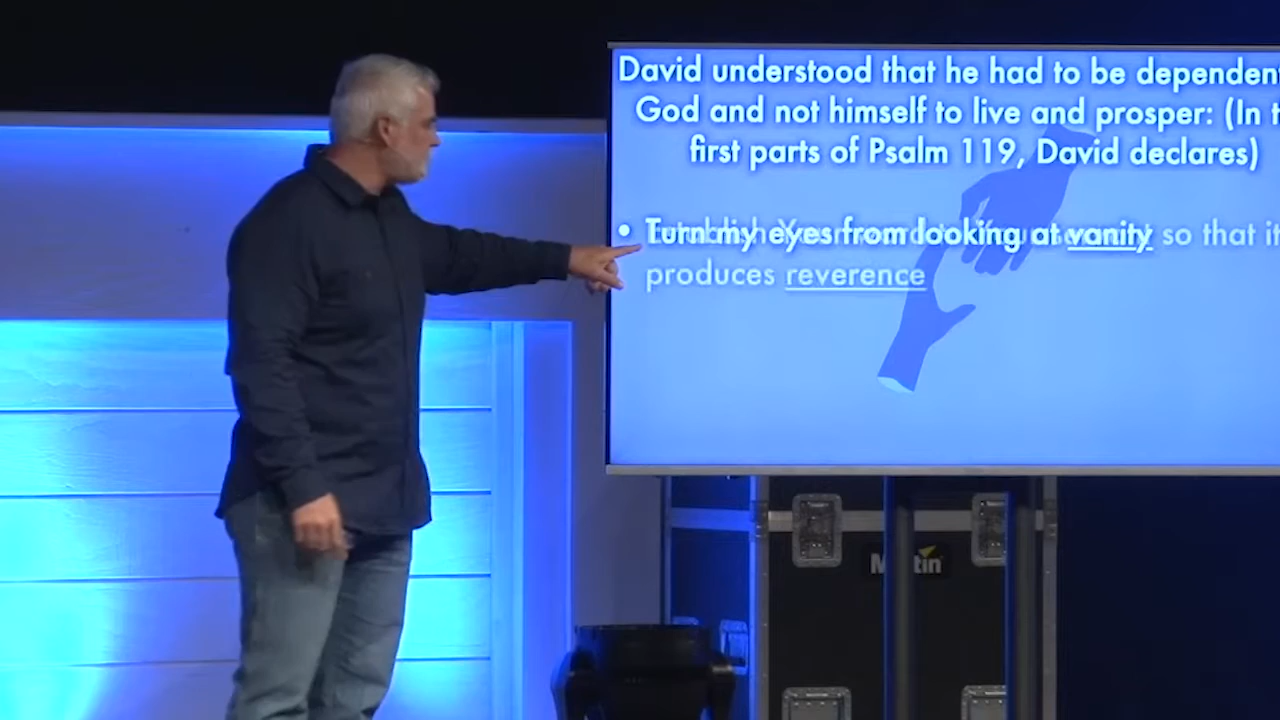 David understood that he had to be dependent
God and not himself to live and prosper: (In t
first parts of Psalm 119, David declares)
• Turn my eyes from looking at vanity so that it
produces reverence
Martin